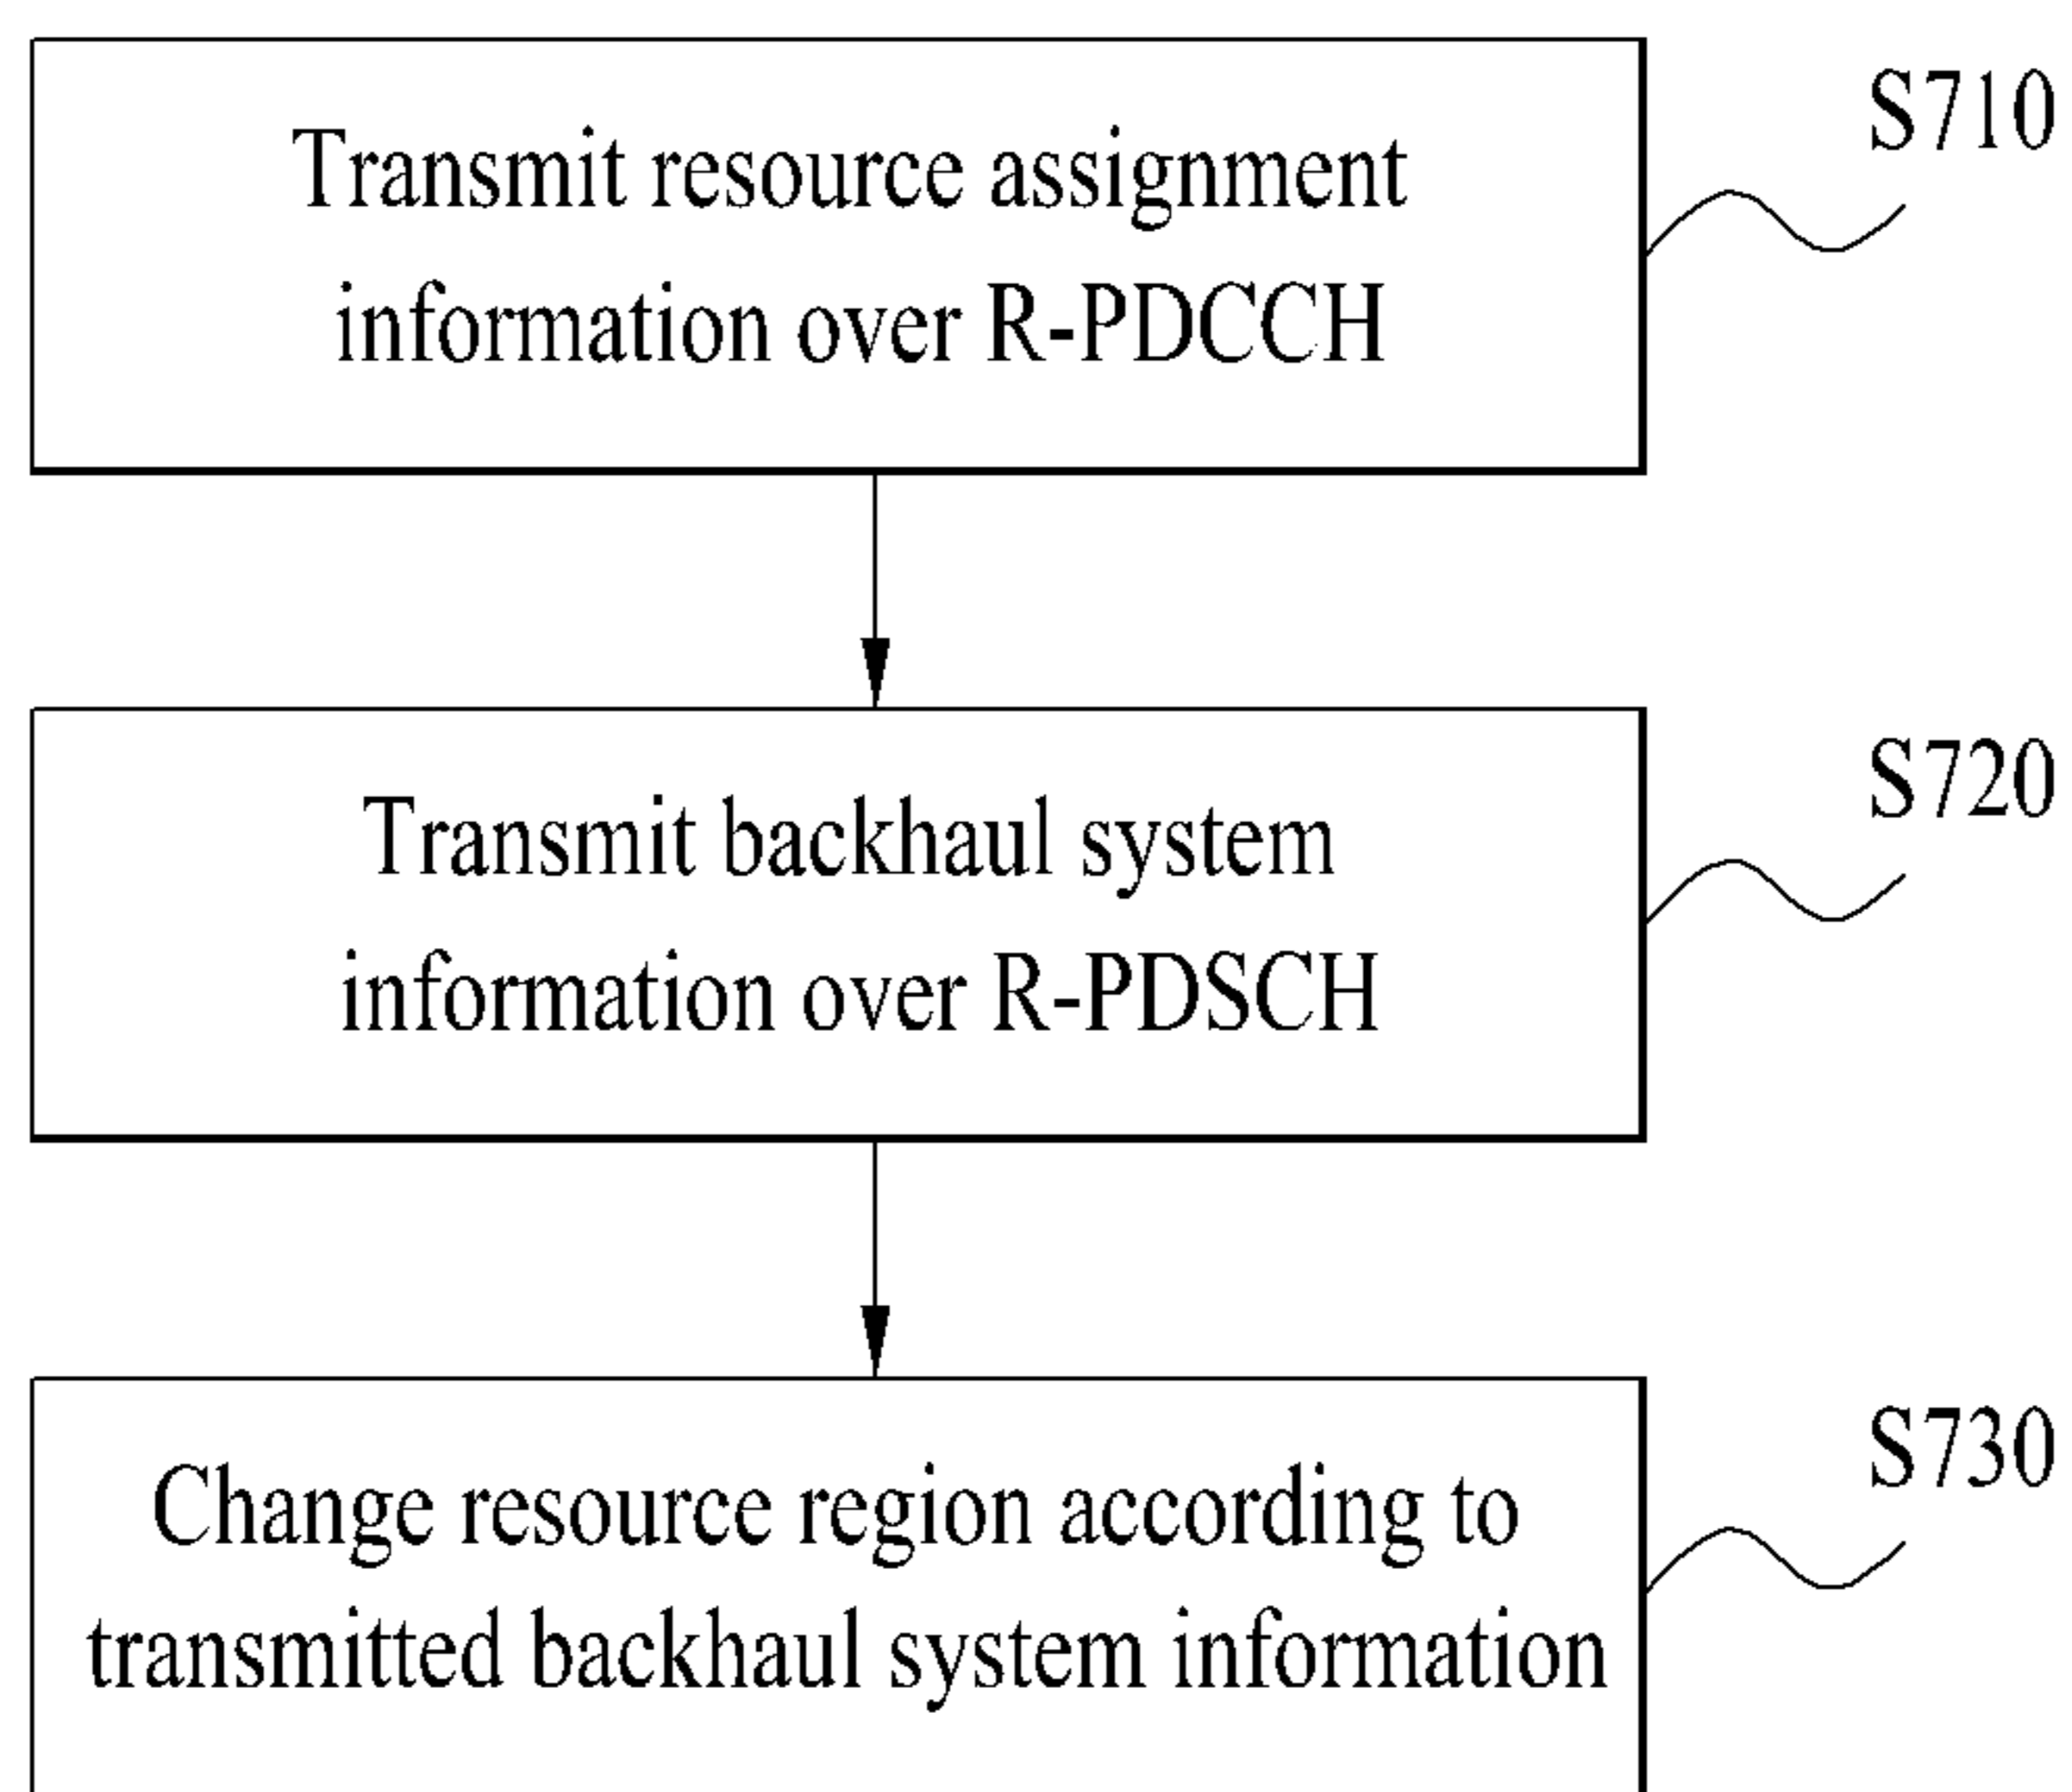 Transmit resource assignment
information over R-PDCCH
S710
Transmit backhaul system
information over R-PDSCH
S720
Change resource region according to
transmitted backhaul system information
S730